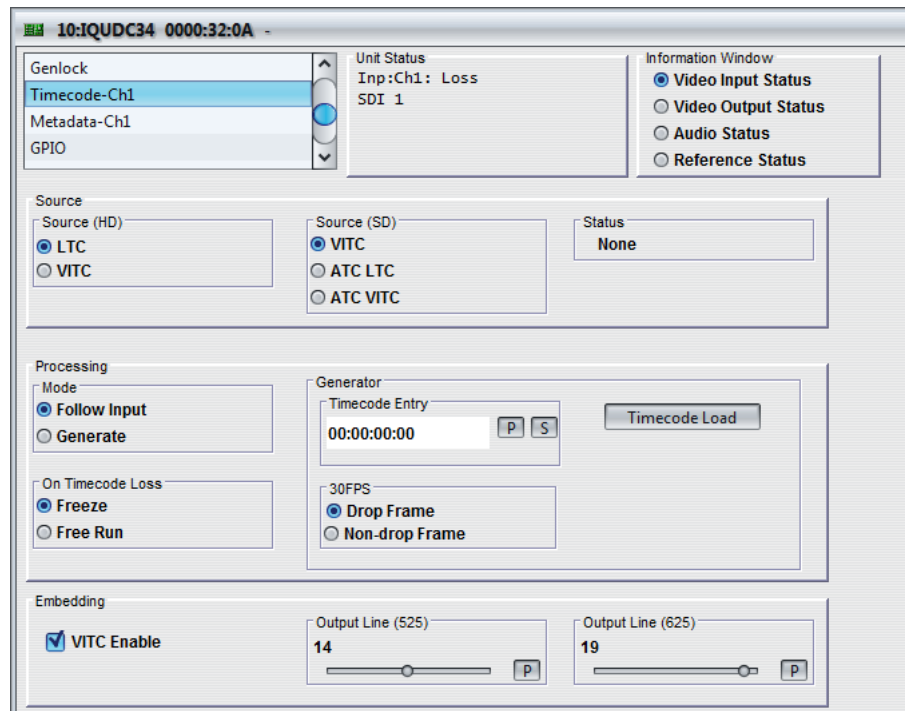 10:IQUDC34 0000:32:0A -
Genlock
Timecode-Ch1
Metadata-Ch1
GPIO
Unit Status
Inp:Ch1: Loss
SDI 1
Information Window
Video Input Status
Video Output Status
Audio Status
Reference Status
Source
Source (HD)
LTC
VITC
Source (SD)
VITC
ATC LTC
ATC VITC
Status
None
Processing
Mode
Follow Input
Generate
On Timecode Loss
Freeze
Free Run
Generator
Timecode Entry
00:00:00:00 P S
Timecode Load
30FPS
Drop Frame
Non-drop Frame
Embedding
VITC Enable
Output Line (525)
14
P
Output Line (625)
19
P